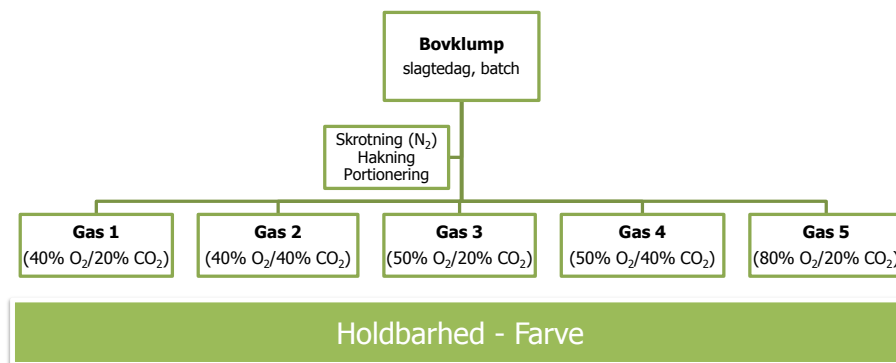 Bovklump
slagtedag, batch
Skrotning (N₂)
Hakning
Portionering
Gas 1
(40% O₂/20% CO₂)
Gas 2
(40% O₂/40% CO₂)
Gas 3
(50% O₂/20% CO₂)
Gas 4
(50% O₂/40% CO₂)
Gas 5
(80% O₂/20% CO₂)
Holdbarhed - Farve